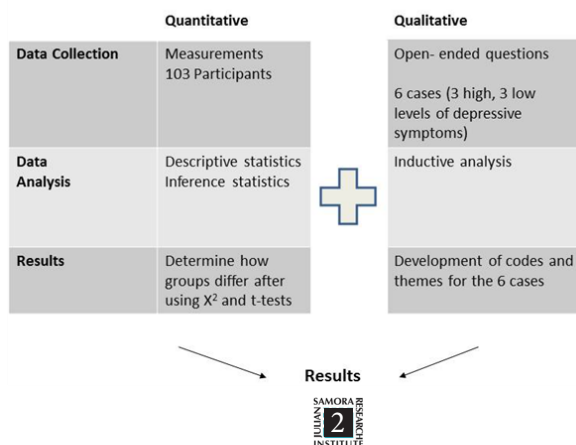 Quantitative
Qualitative
Data Collection
Measurements
103 Participants
Open- ended questions
6 cases (3 high, 3 low
levels of depressive
symptoms)
Data
Analysis
Descriptive statistics
Inference statistics
Inductive analysis
Results
Determine how
groups differ after
using X² and t-tests
Development of codes and
themes for the 6 cases
Results
SAMORA
RESEARCH
JULIAN
2
INSTITUTE